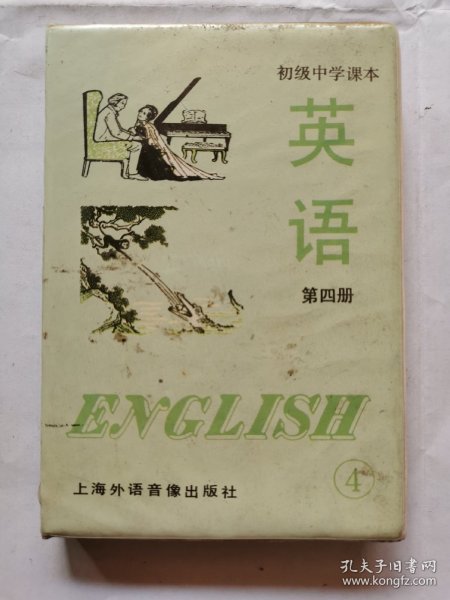 初级中学课本
英语
第四册
ENGLISH
上海外语音像出版社
4
孔夫子旧书网
www.kongfz.com